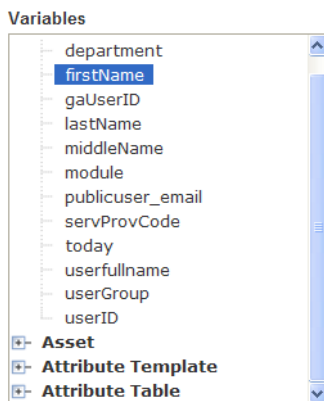 Variables
department
firstName
gaUserID
lastName
middleName
module
publicuser_email
servProvCode
today
userfullname
userGroup
userID
Asset
Attribute Template
Attribute Table